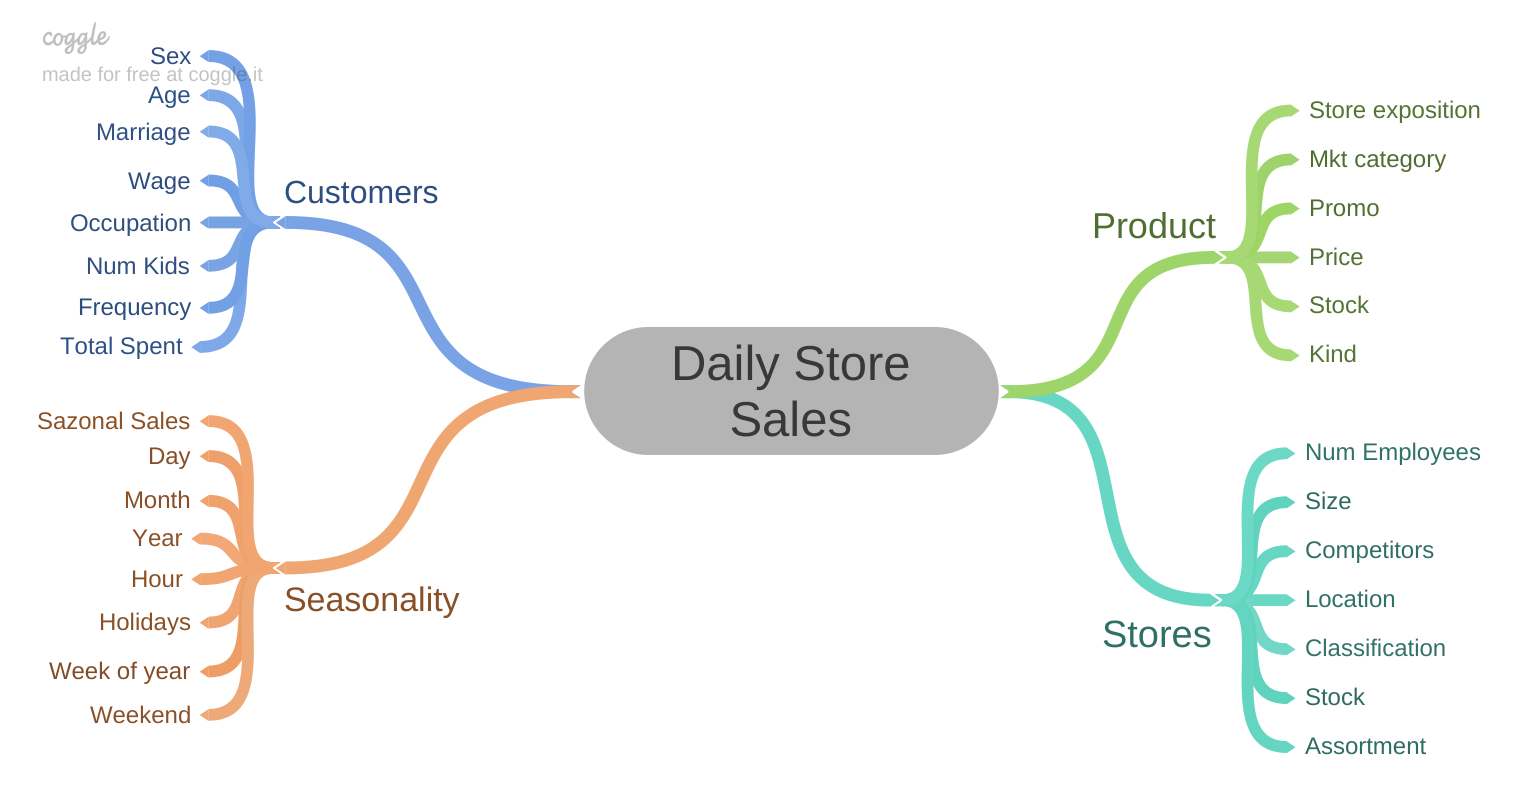 coggle
made for free at coggle.it
Sex
Age
Marriage
Wage
Occupation
Num Kids
Frequency
Total Spent
Customers
Sazonal Sales
Day
Month
Year
Hour
Holidays
Week of year
Weekend
Seasonality
Daily Store
Sales
Product
Store exposition
Mkt category
Promo
Price
Stock
Kind
Stores
Num Employees
Size
Competitors
Location
Classification
Stock
Assortment